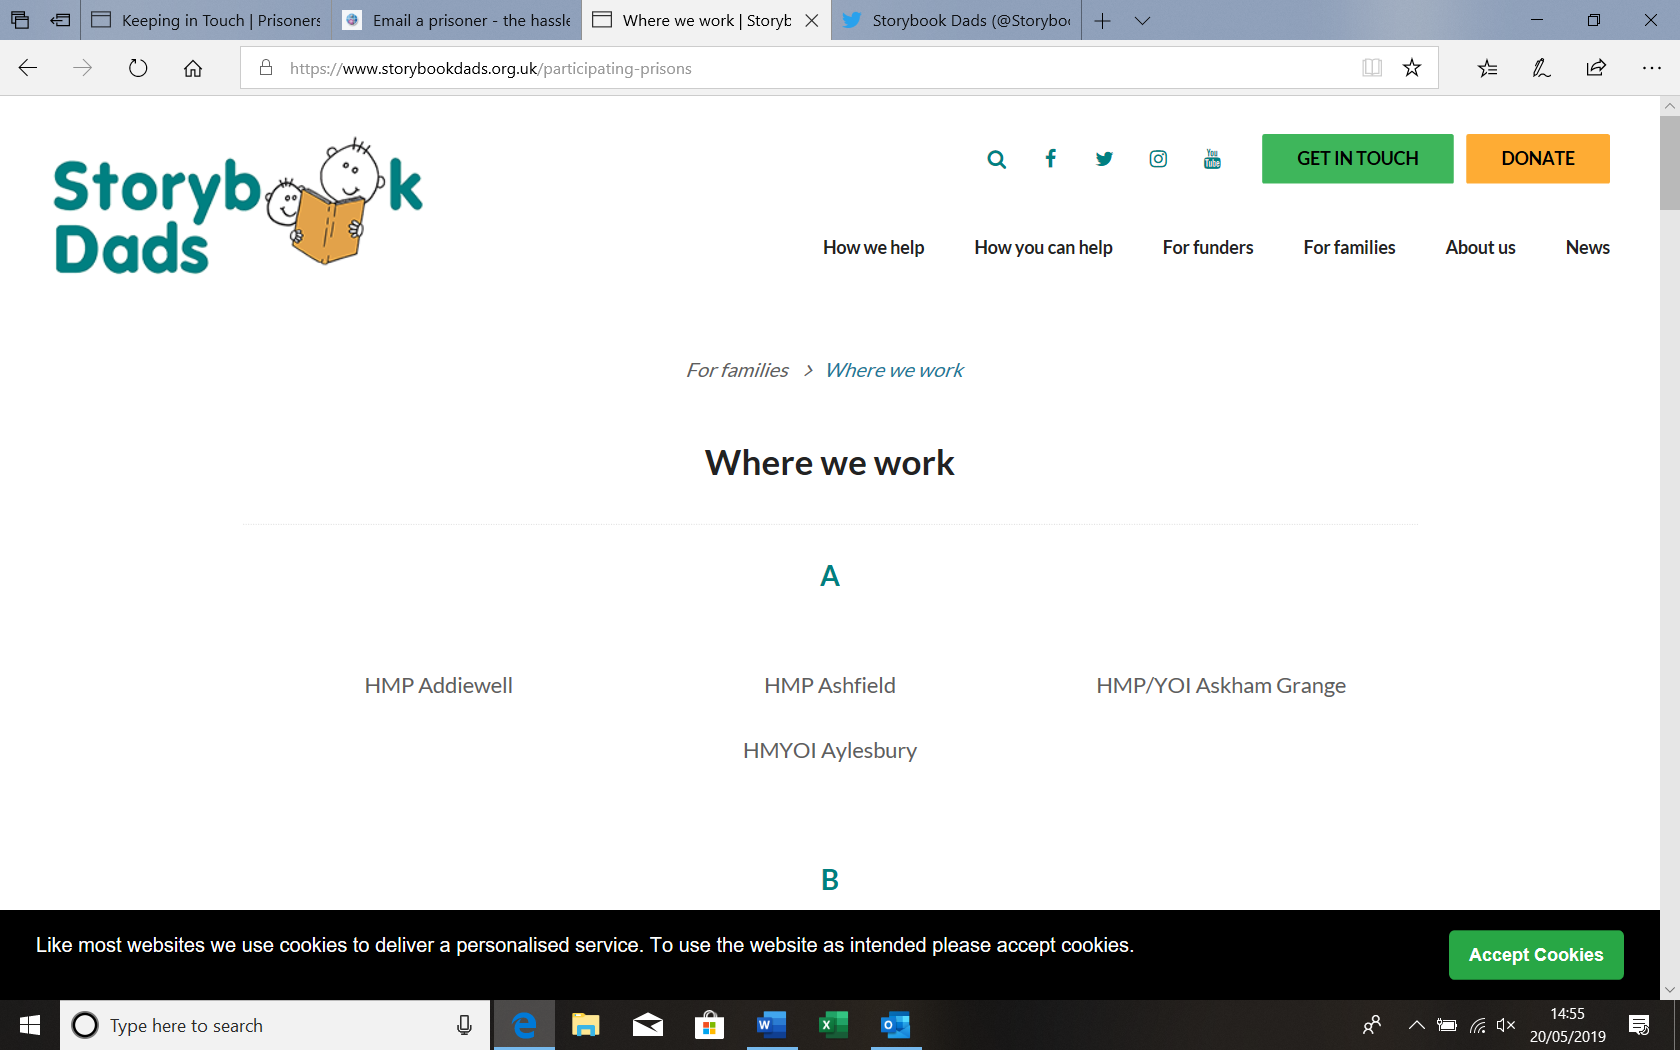 Keeping in Touch | Prisoners
Email a prisoner - the hassle
Where we work | Storyb
Storybook Dads (@Storyboo
https://www.storybookdads.org.uk/participating-prisons
Storyb k
Dads
You
Tube
GET IN TOUCH
DONATE
How we help
How you can help
For funders
For families
About us
News
For families > Where we work
Where we work
A
HMP Addiewell
HMP Ashfield
HMP/YOI Askham Grange
HMYOI Aylesbury
B
Like most websites we use cookies to deliver a personalised service. To use the website as intended please accept cookies.
Accept Cookies
Type here to search
14:55
20/05/2019